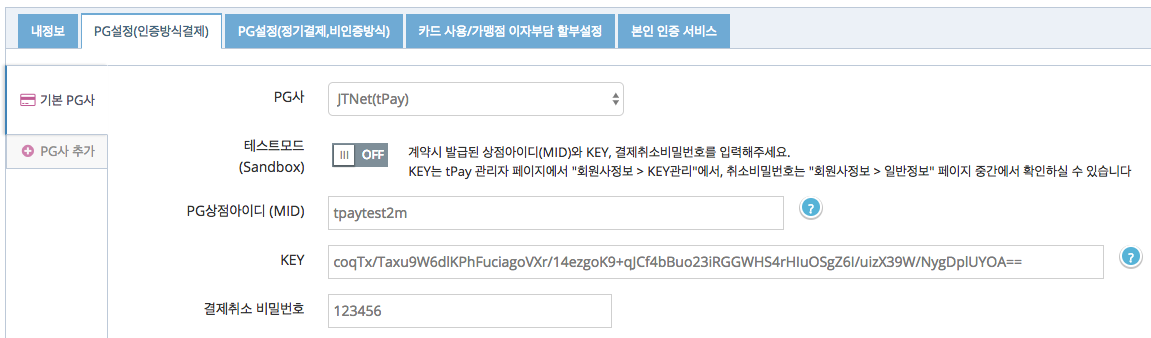 내정보
PG설정(인증방식결제)
PG설정(정기결제,비인증방식)
카드 사용/가맹점 이자부담 할부설정
본인 인증 서비스
기본 PG사
PG사 추가
PG사
JTNet(tPay)
테스트모드
(Sandbox)
OFF
계약시 발급된 상점아이디(MID)와 KEY, 결제취소비밀번호를 입력해주세요.
KEY는 tPay 관리자 페이지에서 "회원사정보 > KEY관리"에서, 취소비밀번호는 "회원사정보 > 일반정보" 페이지 중간에서 확인하실 수 있습니다
PG상점아이디 (MID)
tpaytest2m
?
KEY
coqTx/Taxu9W6dlKPhFuciagoVXr/14ezgoK9+qJCf4bBuo23iRGGWHS4rHIuOSgZ6I/uizX39W/NygDplUYOA==
?
결제취소 비밀번호
123456